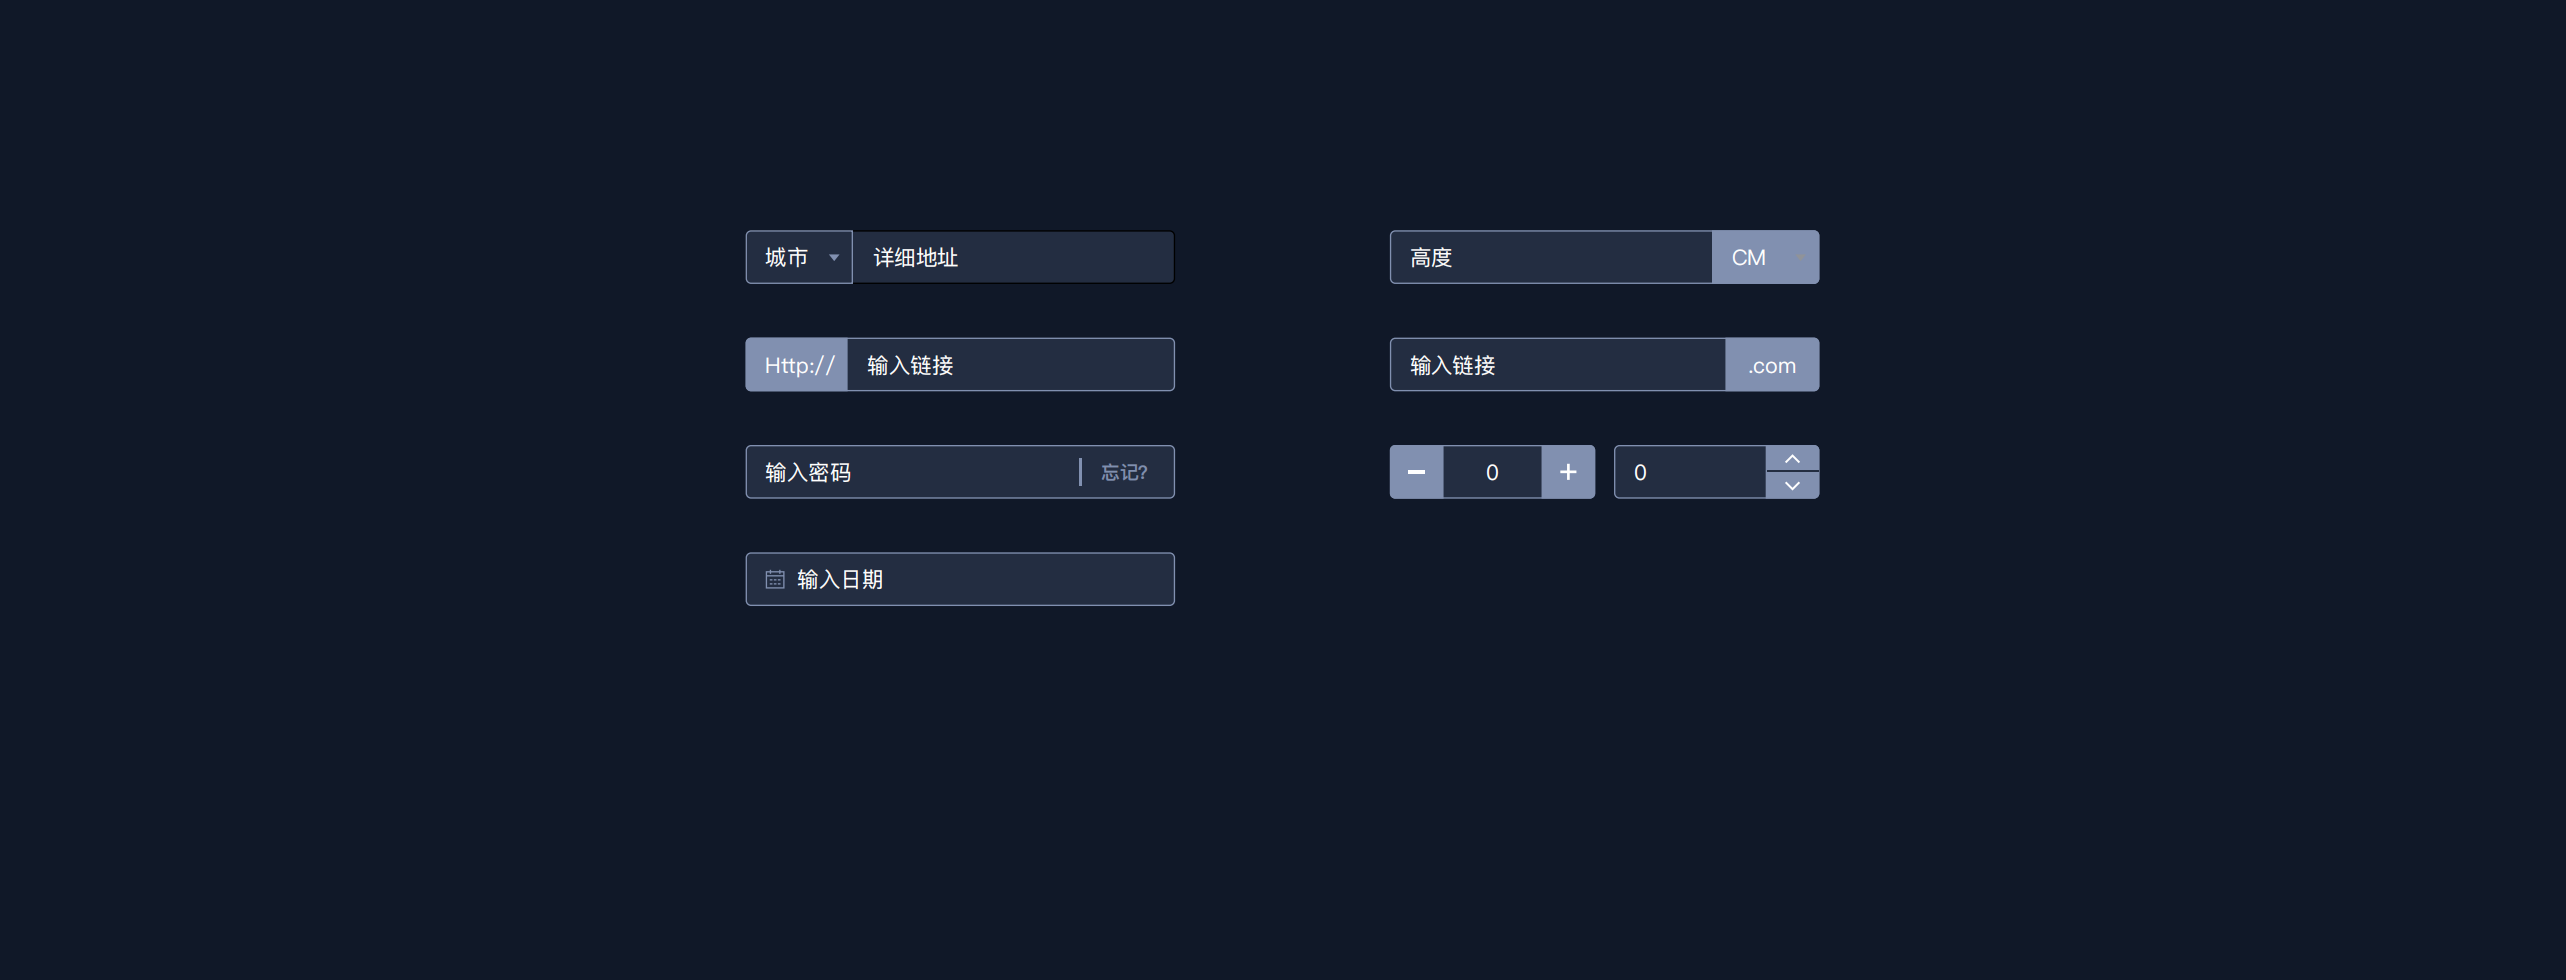 城市 详细地址
高度 CM
Http:// 输入链接
输入链接 .com
输入密码 忘记?
0 0
输入日期